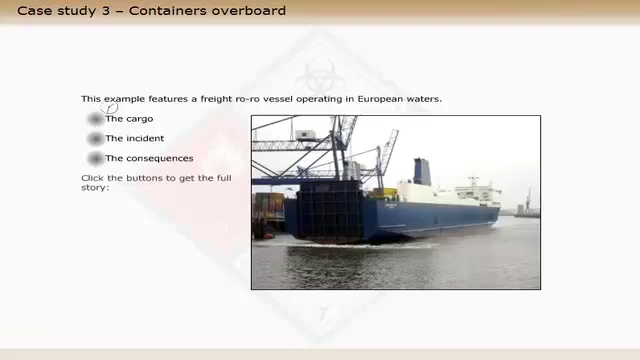 Case study 3 – Containers overboard
This example features a freight ro-ro vessel operating in European waters.
The cargo
The incident
The consequences
Click the buttons to get the full
story:
7